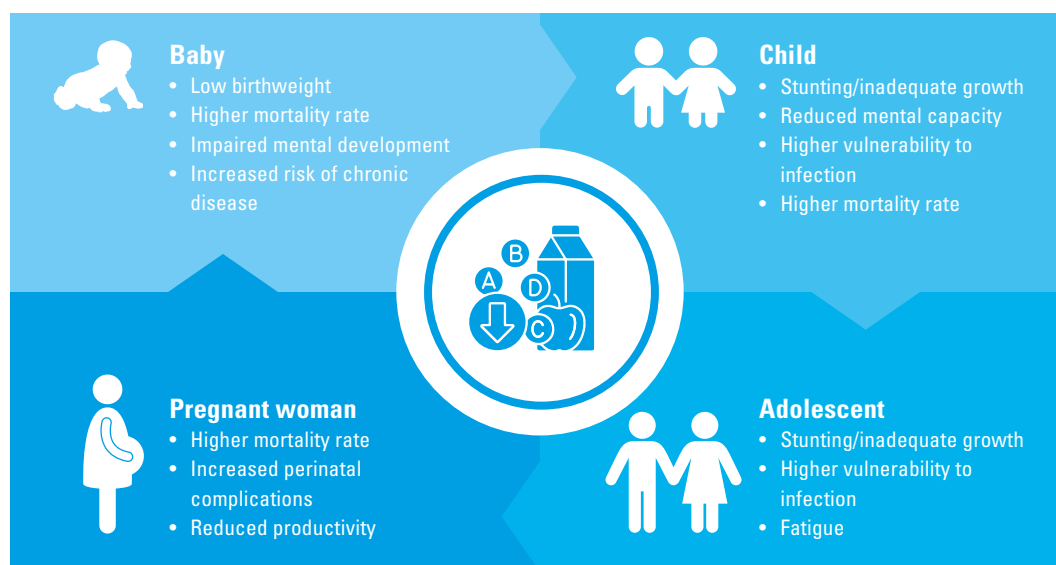 Baby
• Low birthweight
• Higher mortality rate
• Impaired mental development
• Increased risk of chronic
disease
Child
• Stunting/inadequate growth
• Reduced mental capacity
• Higher vulnerability to
infection
• Higher mortality rate
B
A
D
C
Pregnant woman
• Higher mortality rate
• Increased perinatal
complications
• Reduced productivity
Adolescent
• Stunting/inadequate growth
• Higher vulnerability to
infection
• Fatigue